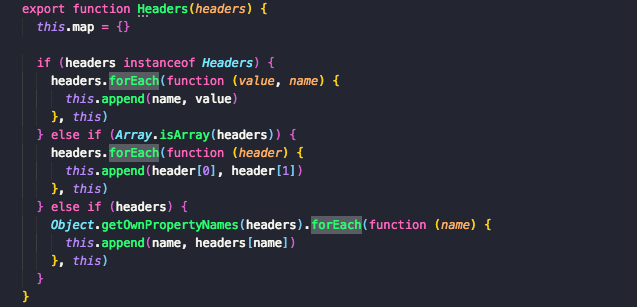 export function Headers(headers) {
  this.map = {}

  if (headers instanceof Headers) {
    headers.forEach(function (value, name) {
      this.append(name, value)
    }, this)
  } else if (Array.isArray(headers)) {
    headers.forEach(function (header) {
      this.append(header[0], header[1])
    }, this)
  } else if (headers) {
    Object.getOwnPropertyNames(headers).forEach(function (name) {
      this.append(name, headers[name])
    }, this)
  }
}